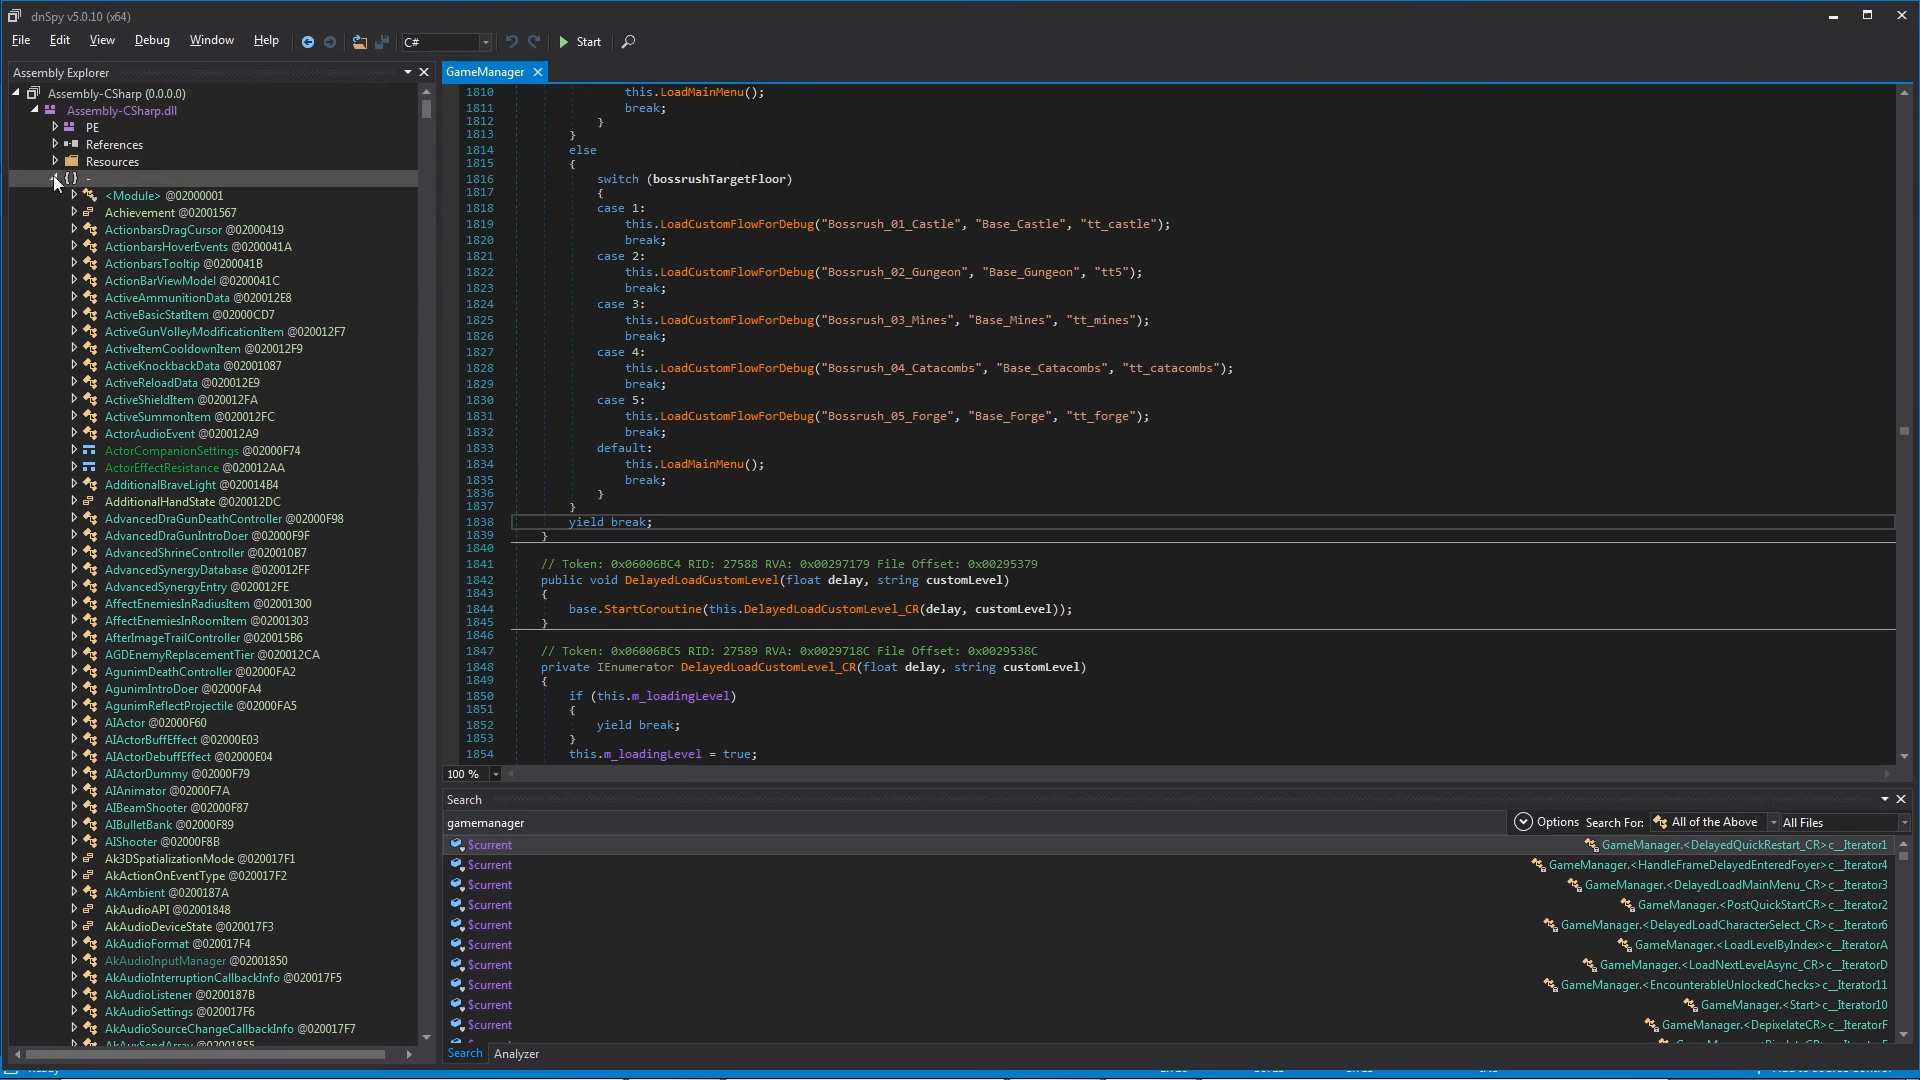 dnSpy v5.0.10 (x64)
File Edit View Debug Window Help C# Start
Assembly Explorer
Assembly-CSharp (0.0.0.0)
Assembly-CSharp.dll
PE
References
Resources
{} -
<Module> @02000001
Achievement @02001567
ActionbarsDragCursor @02000419
ActionbarsHoverEvents @0200041A
ActionbarsTooltip @0200041B
ActionBarViewModel @0200041C
ActiveAmmunitionData @020012E8
ActiveBasicStatItem @02000CD7
ActiveGunVolleyModificationItem @020012F7
ActiveItemCooldownItem @020012F9
ActiveKnockbackData @02001087
ActiveReloadData @020012E9
ActiveShieldItem @020012FA
ActiveSummonItem @020012FC
ActorAudioEvent @020012A9
ActorCompanionSettings @02000F74
ActorEffectResistance @020012AA
AdditionalBraveLight @020014B4
AdditionalHandState @020012DC
AdvancedDraGunDeathController @02000F98
AdvancedDraGunIntroDoer @02000F9F
AdvancedShrineController @020010B7
AdvancedSynergyDatabase @020012FF
AdvancedSynergyEntry @020012FE
AffectEnemiesInRadiusItem @02001300
AffectEnemiesInRoomItem @02001303
AfterImageTrailController @020015B6
AGDEnemyReplacementTier @020012CA
AgunimDeathController @02000FA2
AgunimIntroDoer @02000FA4
AgunimReflectProjectile @02000FA5
AIActor @02000F60
AIActorBuffEffect @02000E03
AIActorDebuffEffect @02000E04
AIActorDummy @02000F79
AIAnimator @02000F7A
AIBeamShooter @02000F87
AIBulletBank @02000F89
AIShooter @02000F8B
Ak3DSpatializationMode @020017F1
AkActionOnEventType @020017F2
AkAmbient @0200187A
AkAudioAPI @02001848
AkAudioDeviceState @020017F3
AkAudioFormat @020017F4
AkAudioInputManager @02001850
AkAudioInterruptionCallbackInfo @020017F5
AkAudioListener @0200187B
AkAudioSettings @020017F6
AkAudioSourceChangeCallbackInfo @020017F7
AkAuxSendArray @02001855
GameManager
1810 this.LoadMainMenu();
1811 break;
1812 }
1813 }
1814 else
1815 {
1816 switch (bossrushTargetFloor)
1817 {
1818 case 1:
1819 this.LoadCustomFlowForDebug("Bossrush_01_Castle", "Base_Castle", "tt_castle");
1820 break;
1821 case 2:
1822 this.LoadCustomFlowForDebug("Bossrush_02_Gungeon", "Base_Gungeon", "tt5");
1823 break;
1824 case 3:
1825 this.LoadCustomFlowForDebug("Bossrush_03_Mines", "Base_Mines", "tt_mines");
1826 break;
1827 case 4:
1828 this.LoadCustomFlowForDebug("Bossrush_04_Catacombs", "Base_Catacombs", "tt_catacombs");
1829 break;
1830 case 5:
1831 this.LoadCustomFlowForDebug("Bossrush_05_Forge", "Base_Forge", "tt_forge");
1832 break;
1833 default:
1834 this.LoadMainMenu();
1835 break;
1836 }
1837 }
1838 yield break;
1839 }
1840
1841 // Token: 0x06006BC4 RID: 27588 RVA: 0x00297179 File Offset: 0x00295379
1842 public void DelayedLoadCustomLevel(float delay, string customLevel)
1843 {
1844 base.StartCoroutine(this.DelayedLoadCustomLevel_CR(delay, customLevel));
1845 }
1846
1847 // Token: 0x06006BC5 RID: 27589 RVA: 0x0029718C File Offset: 0x0029538C
1848 private IEnumerator DelayedLoadCustomLevel_CR(float delay, string customLevel)
1849 {
1850 if (this.m_loadingLevel)
1851 {
1852 yield break;
1853 }
1854 this.m_loadingLevel = true;
100 %
Search
gamemanager Options Search For: All of the Above All Files
$current GameManager.<DelayedQuickRestart_CR>c__Iterator1
$current GameManager.<HandleFrameDelayedEnteredFoyer>c__Iterator4
$current GameManager.<DelayedLoadMainMenu_CR>c__Iterator3
$current GameManager.<PostQuickStartCR>c__Iterator2
$current GameManager.<DelayedLoadCharacterSelect_CR>c__Iterator6
$current GameManager.<LoadLevelByIndex>c__IteratorA
$current GameManager.<LoadNextLevelAsync_CR>c__IteratorD
$current GameManager.<EncounterableUnlockedChecks>c__Iterator11
$current GameManager.<Start>c__Iterator10
$current GameManager.<DepixelateCR>c__IteratorF
Search Analyzer